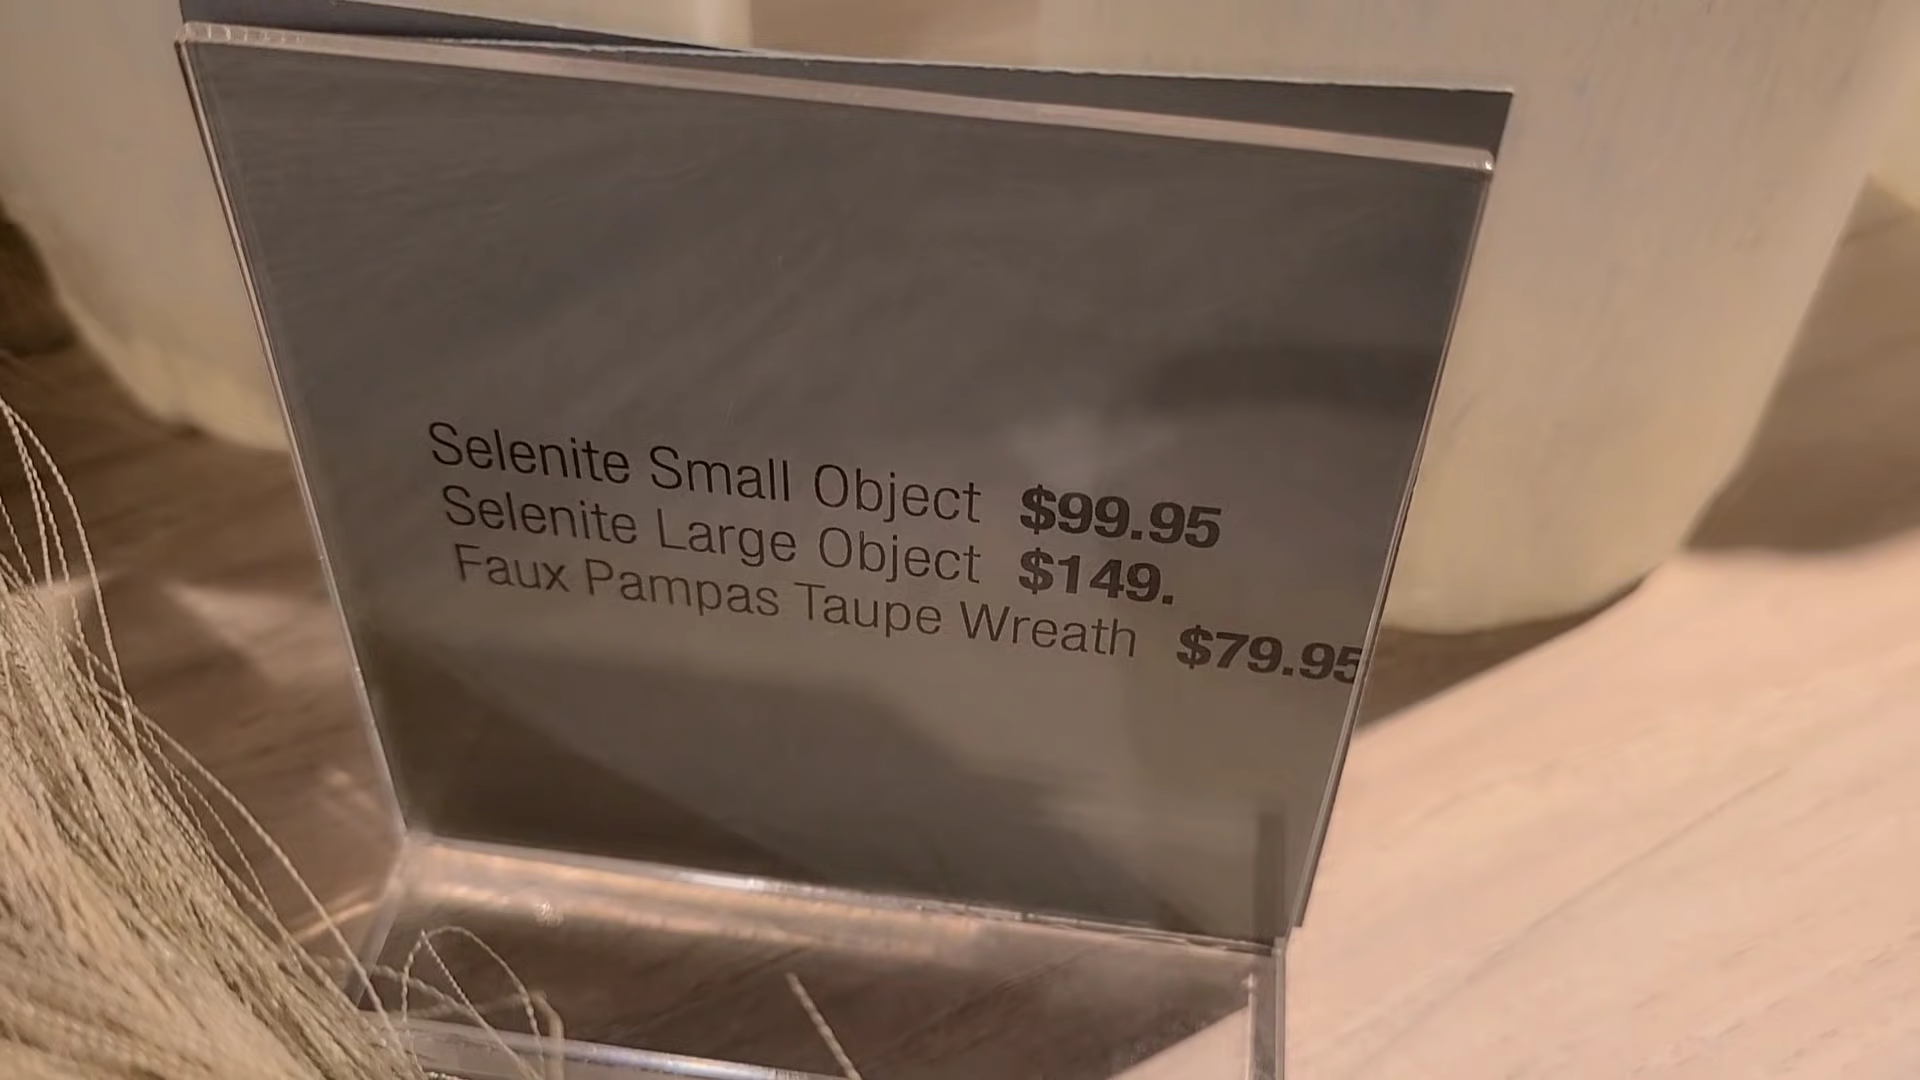 Selenite Small Object $99.95
Selenite Large Object $149.
Faux Pampas Taupe Wreath $79.95